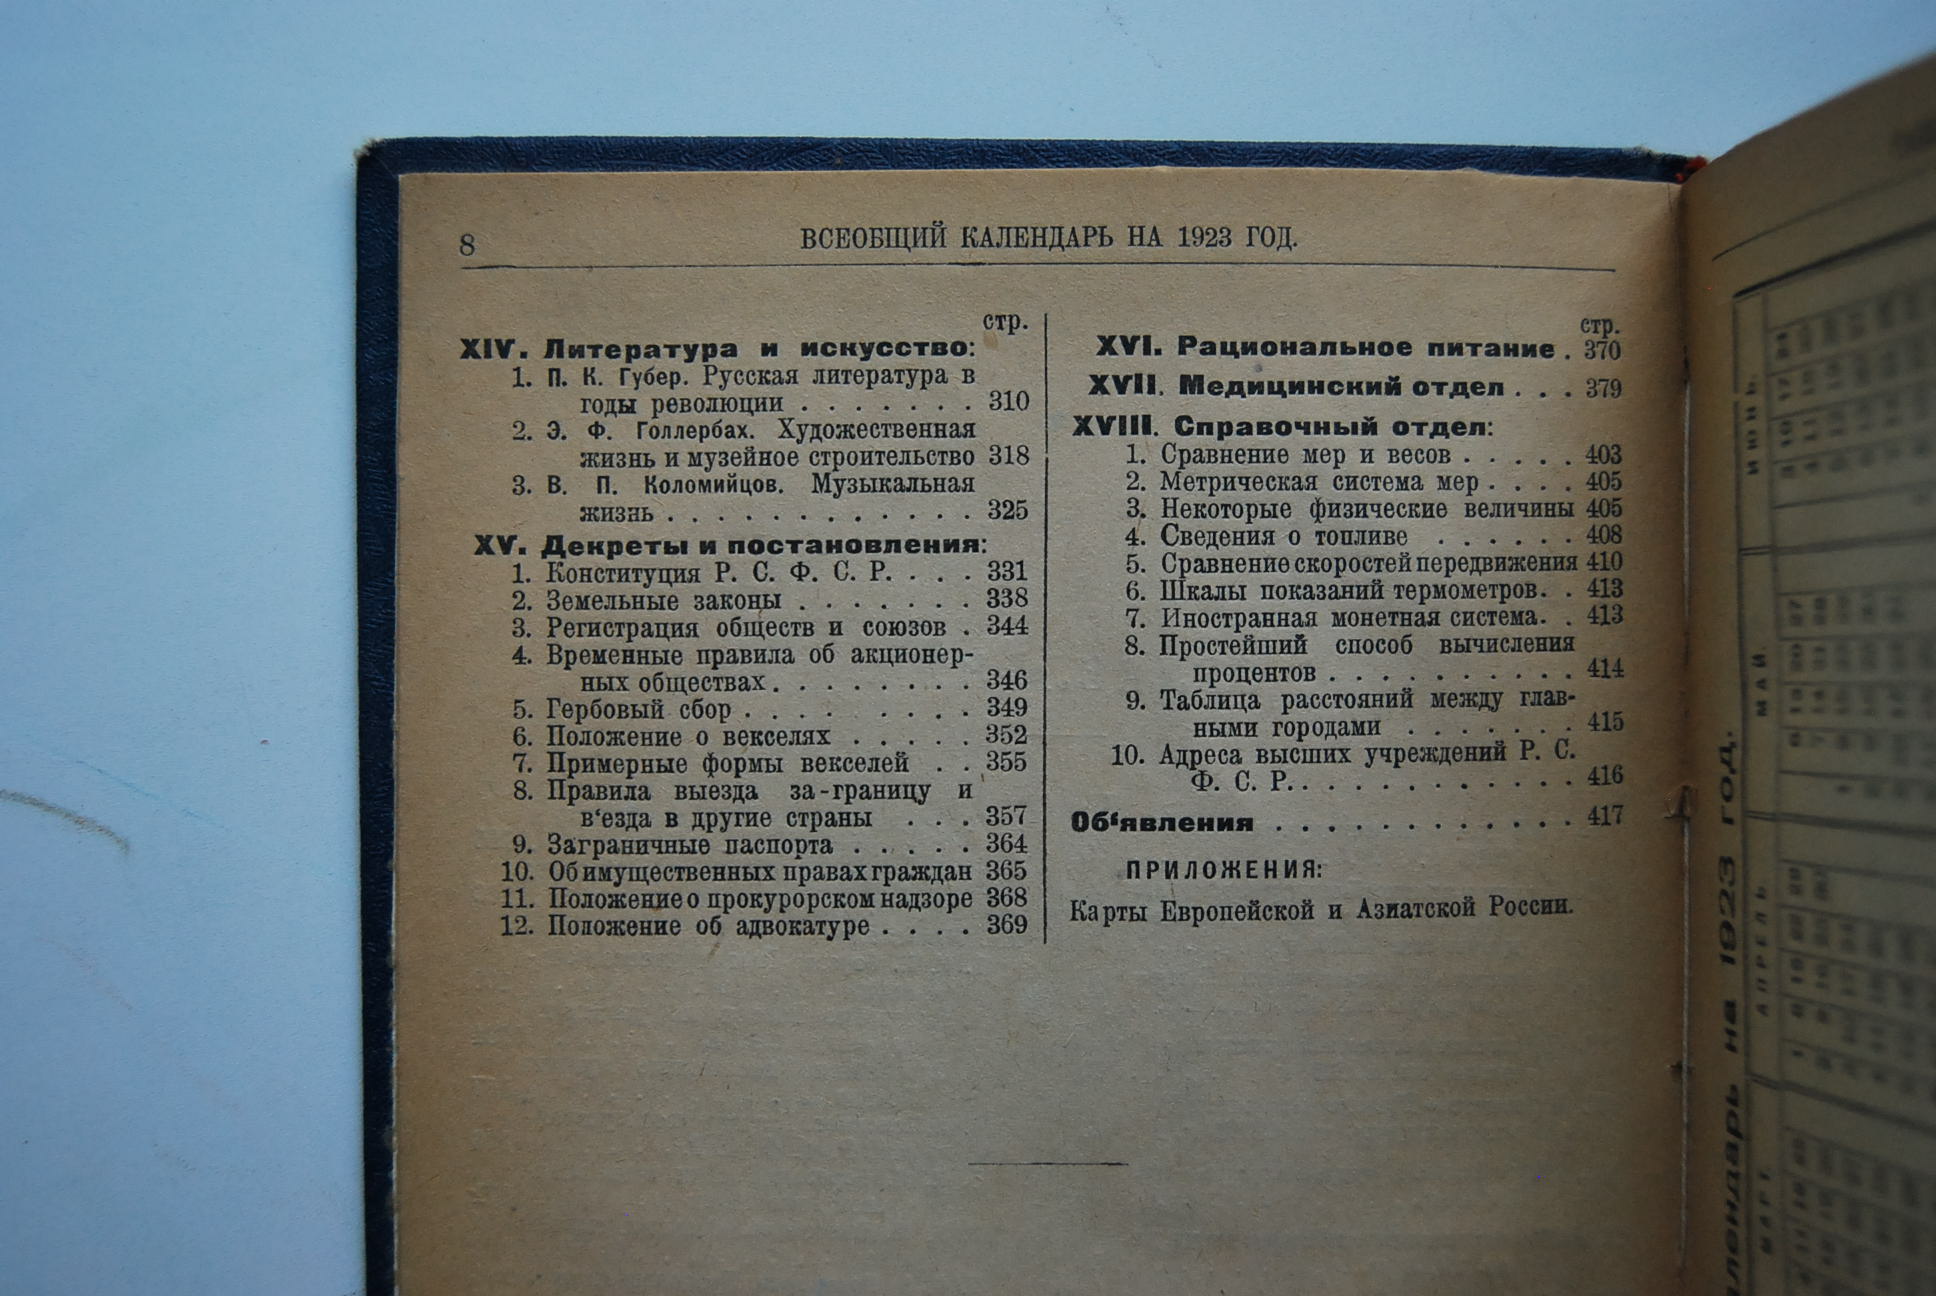 8
ВСЕОБЩИЙ КАЛЕНДАРЬ НА 1923 ГОД.
стр.
XIV. Литература и искусство:
1. П. К. Губер. Русская литература в
годы революции . . . . . . . 310
2. Э. Ф. Голлербах. Художественная
жизнь и музейное строительство 318
3. В. П. Коломийцов. Музыкальная
жизнь . . . . . . . . . . . . 325
XV. Декреты и постановления:
1. Конституция Р. С. Ф. С. Р. . . . 331
2. Земельные законы . . . . . . . 338
3. Регистрация обществ и союзов . 344
4. Временные правила об акционер-
ных обществах. . . . . . . . . 346
5. Гербовый сбор . . . . . . . . 349
6. Положение о векселях . . . . . 352
7. Примерные формы векселей . . 355
8. Правила выезда за-границу и
в‘езда в другие страны . . . 357
9. Заграничные паспорта . . . . . 364
10. Об имущественных правах граждан 365
11. Положение о прокурорском надзоре 368
12. Положение об адвокатуре . . . . 369
стр.
XVI. Рациональное питание . 370
XVII. Медицинский отдел . . . 379
XVIII. Справочный отдел:
1. Сравнение мер и весов . . . . . 403
2. Метрическая система мер . . . . 405
3. Некоторые физические величины 405
4. Сведения о топливе . . . . . . 408
5. Сравнение скоростей передвижения 410
6. Шкалы показаний термометров. . 413
7. Иностранная монетная система. . 413
8. Простейший способ вычисления
процентов . . . . . . . . . . . 414
9. Таблица расстояний между глав-
ными городами . . . . . . . 415
10. Адреса высших учреждений Р. С.
Ф. С. Р. . . . . . . . . . . . . 416
Об‘явления . . . . . . . . . . . . 417
ПРИЛОЖЕНИЯ:
Карты Европейской и Азиатской России.
на 1923 год.
ИЮНЬ.
МАЙ.
АПРЕЛЬ
МАРТ